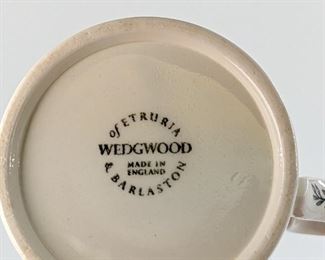 of ETRURIA
WEDGWOOD
MADE IN
ENGLAND
& BARLASTON